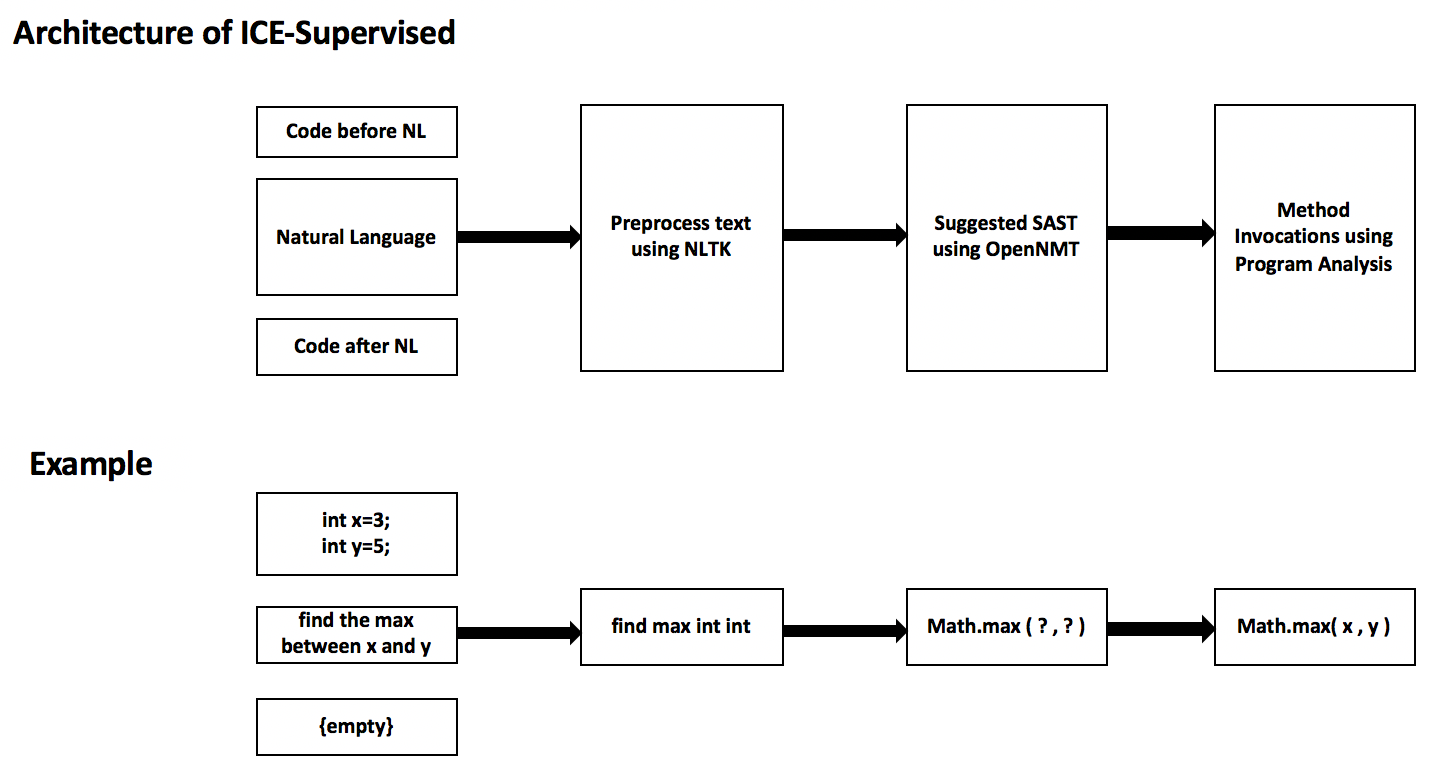 Architecture of ICE-Supervised
Code before NL
Natural Language
Code after NL
Preprocess text
using NLTK
Suggested SAST
using OpenNMT
Method
Invocations using
Program Analysis
Example
int x=3;
int y=5;
find the max
between x and y
{empty}
find max int int
Math.max ( ? , ? )
Math.max( x , y )